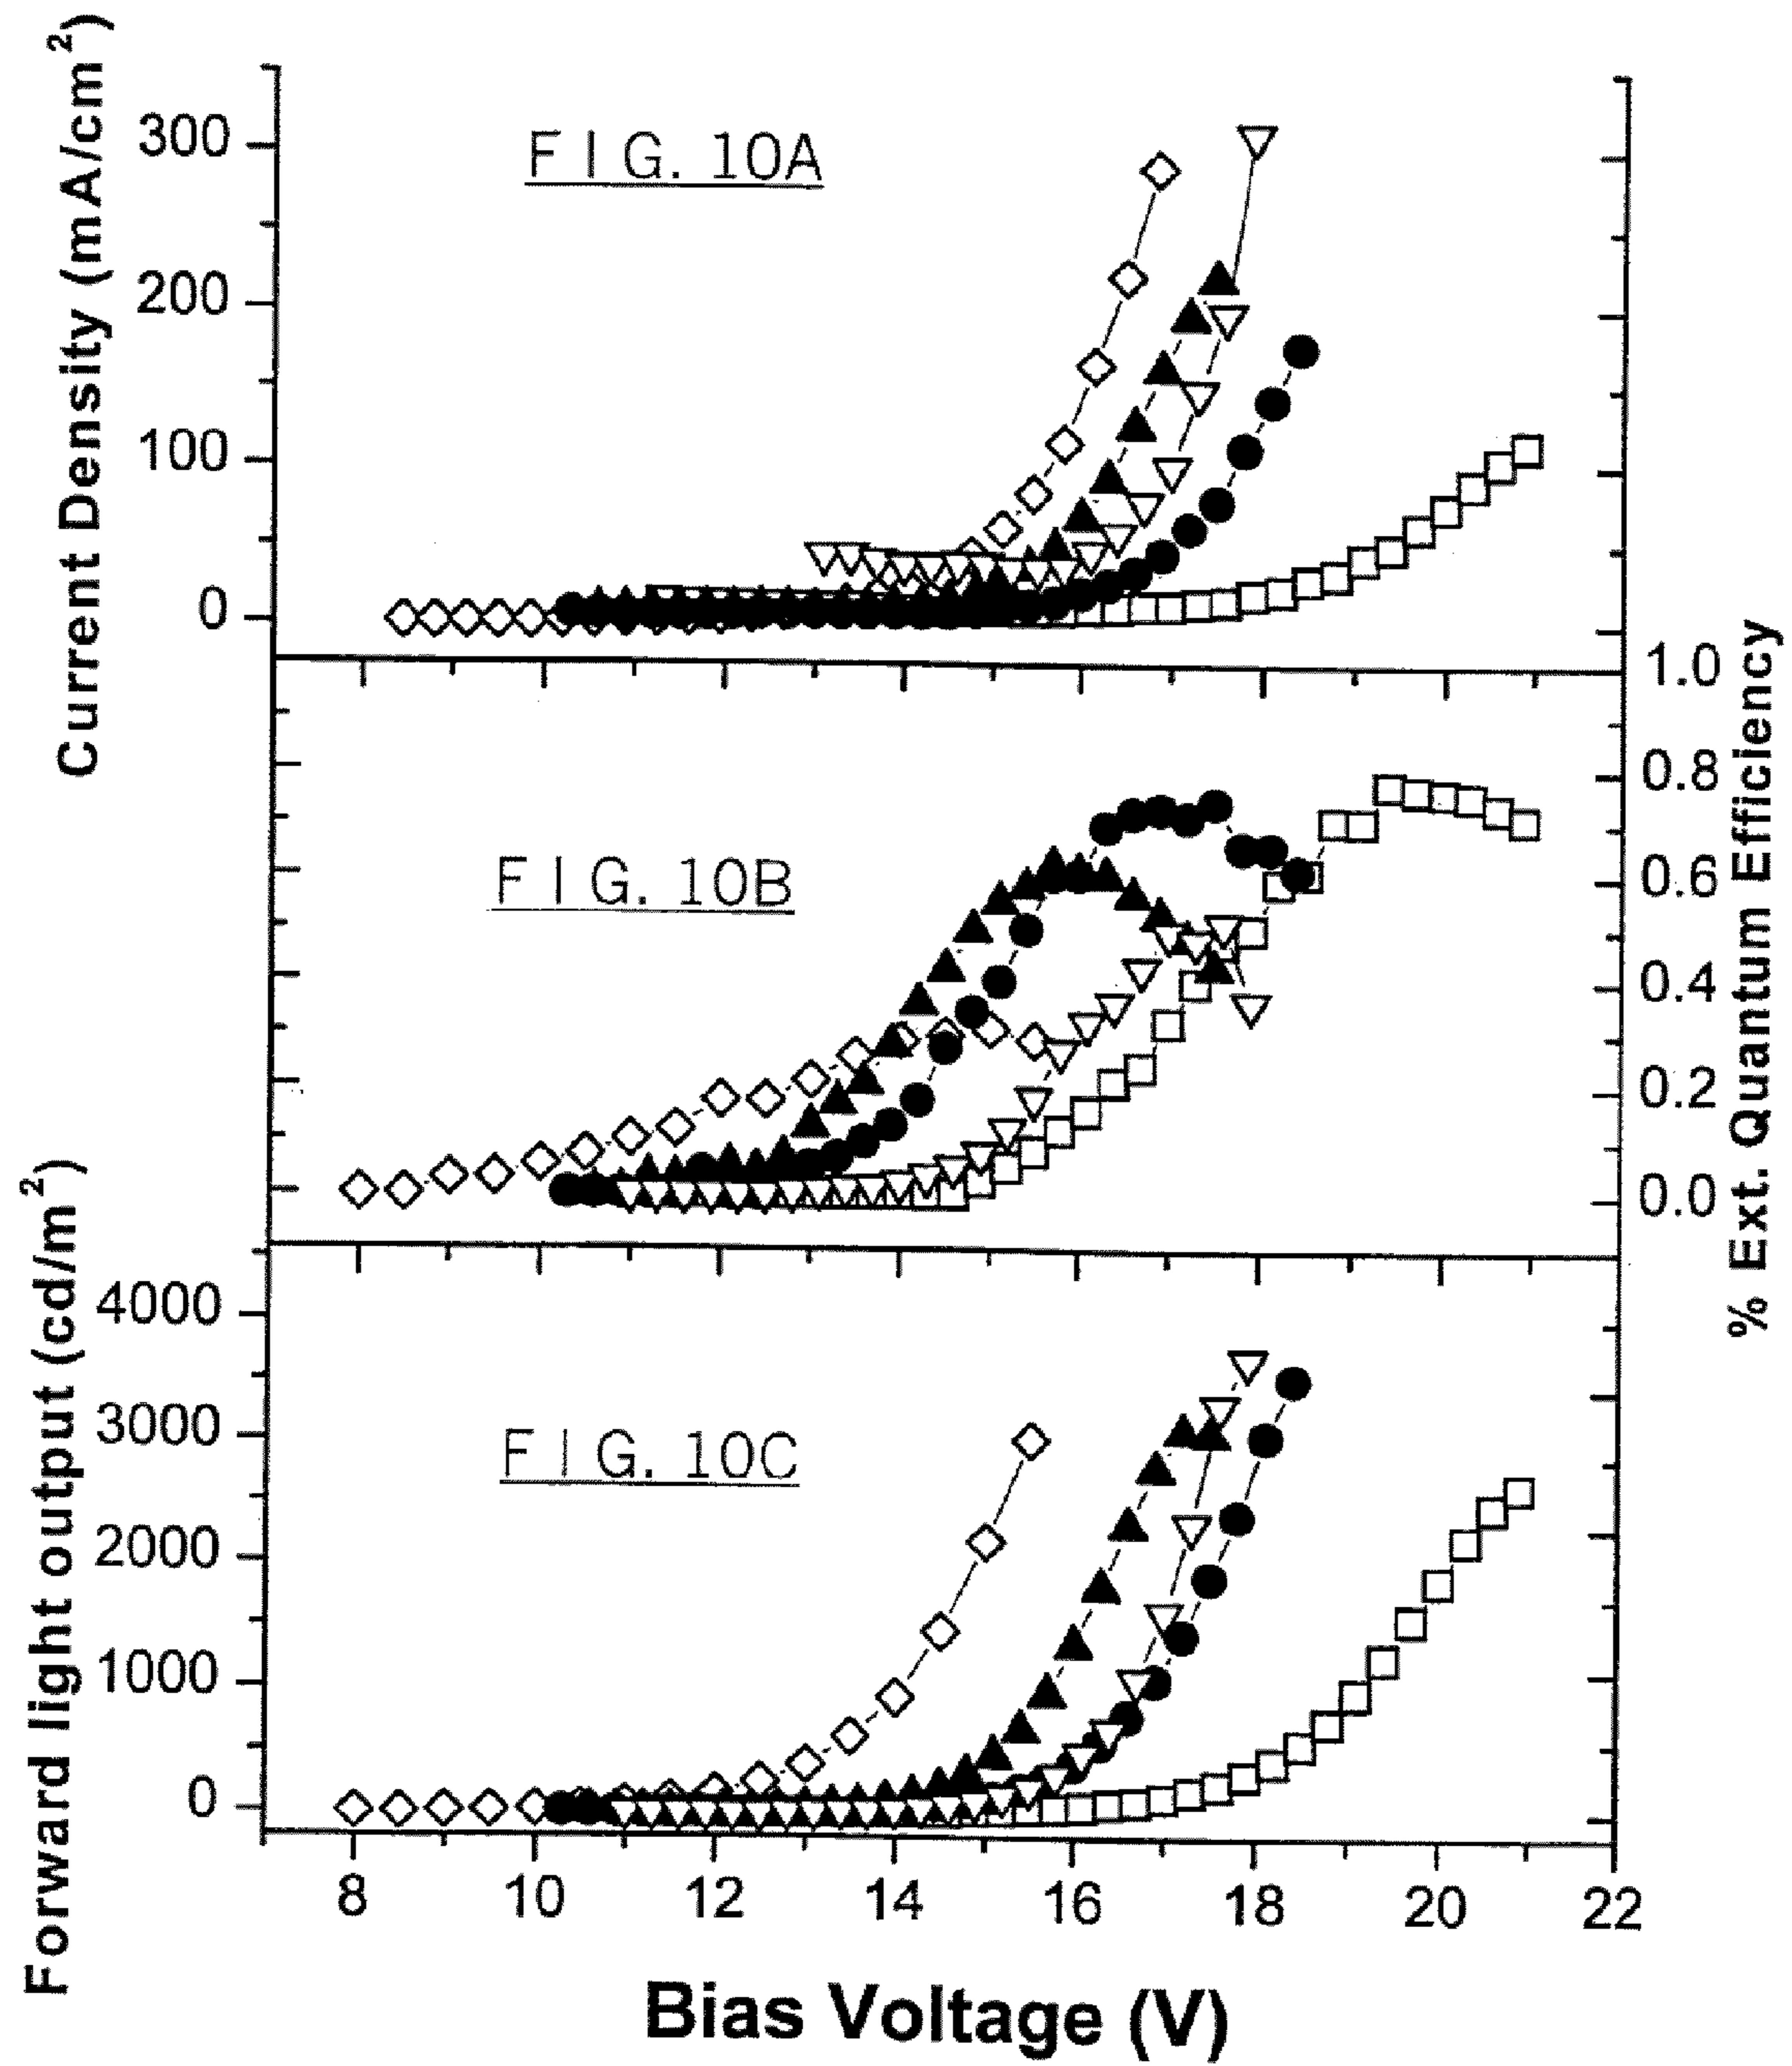 Current Density (mA/cm²)
300
200
100
0
FIG. 10A
1.0
0.8
0.6
0.4
0.2
0.0
% Ext. Quantum Efficiency
FIG. 10B
Forward light output (cd/m²)
4000
3000
2000
1000
0
FIG. 10C
8 10 12 14 16 18 20 22
Bias Voltage (V)